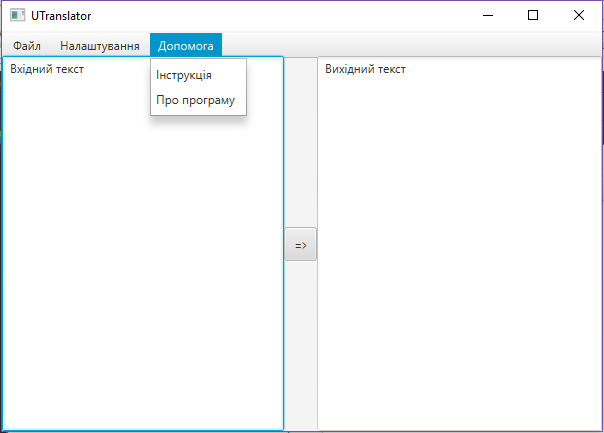 UTranslator
Файл Налаштування Допомога
Вхідний текст
Інструкція
Про програму
=>
Вихідний текст